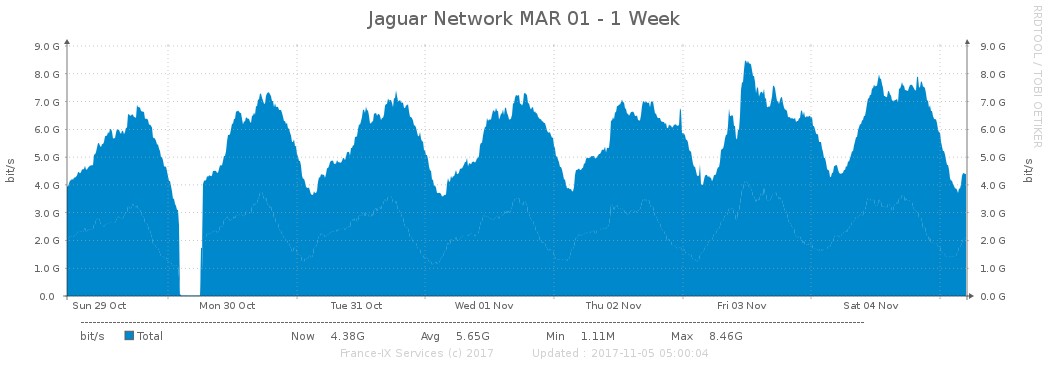 Jaguar Network MAR 01 - 1 Week
RRDTOOL / TOBI OETIKER
9.0 G 9.0 G
8.0 G 8.0 G
7.0 G 7.0 G
6.0 G 6.0 G
5.0 G 5.0 G
4.0 G 4.0 G
3.0 G 3.0 G
2.0 G 2.0 G
1.0 G 1.0 G
0.0 0.0 G
bit/s
bit/s
Sun 29 Oct Mon 30 Oct Tue 31 Oct Wed 01 Nov Thu 02 Nov Fri 03 Nov Sat 04 Nov
bit/s Total Now 4.38G Avg 5.65G Min 1.11M Max 8.46G
France-IX Services (c) 2017 Updated : 2017-11-05 05:00:04